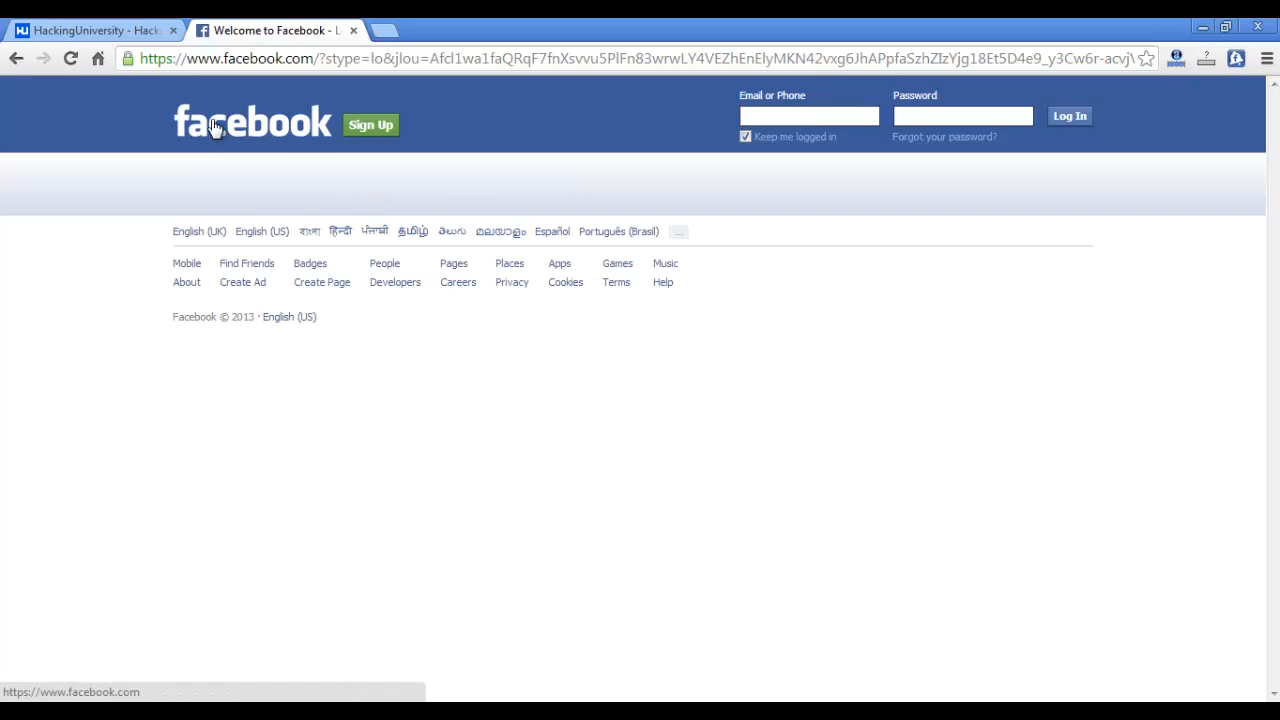 HackingUniversity - Hack
Welcome to Facebook - L
https://www.facebook.com/?stype=lo&jlou=Afcl1wa1faQRqF7fnXsvvu5PlFn83wrwLY4VEZhEnElyMKN42vxg6JhAPpfaSzhZIzYjg18Et5D4e9_y3Cw6r-acvj
Email or Phone
Password
facebook
Sign Up
Log In
Keep me logged in
Forgot your password?
English (UK) English (US) বাংলা हिन्दी ਪੰਜਾਬੀ தமிழ் తెలుగు മലയാളം Español Português (Brasil) ...
Mobile Find Friends Badges People Pages Places Apps Games Music
About Create Ad Create Page Developers Careers Privacy Cookies Terms Help
Facebook © 2013 · English (US)
https://www.facebook.com